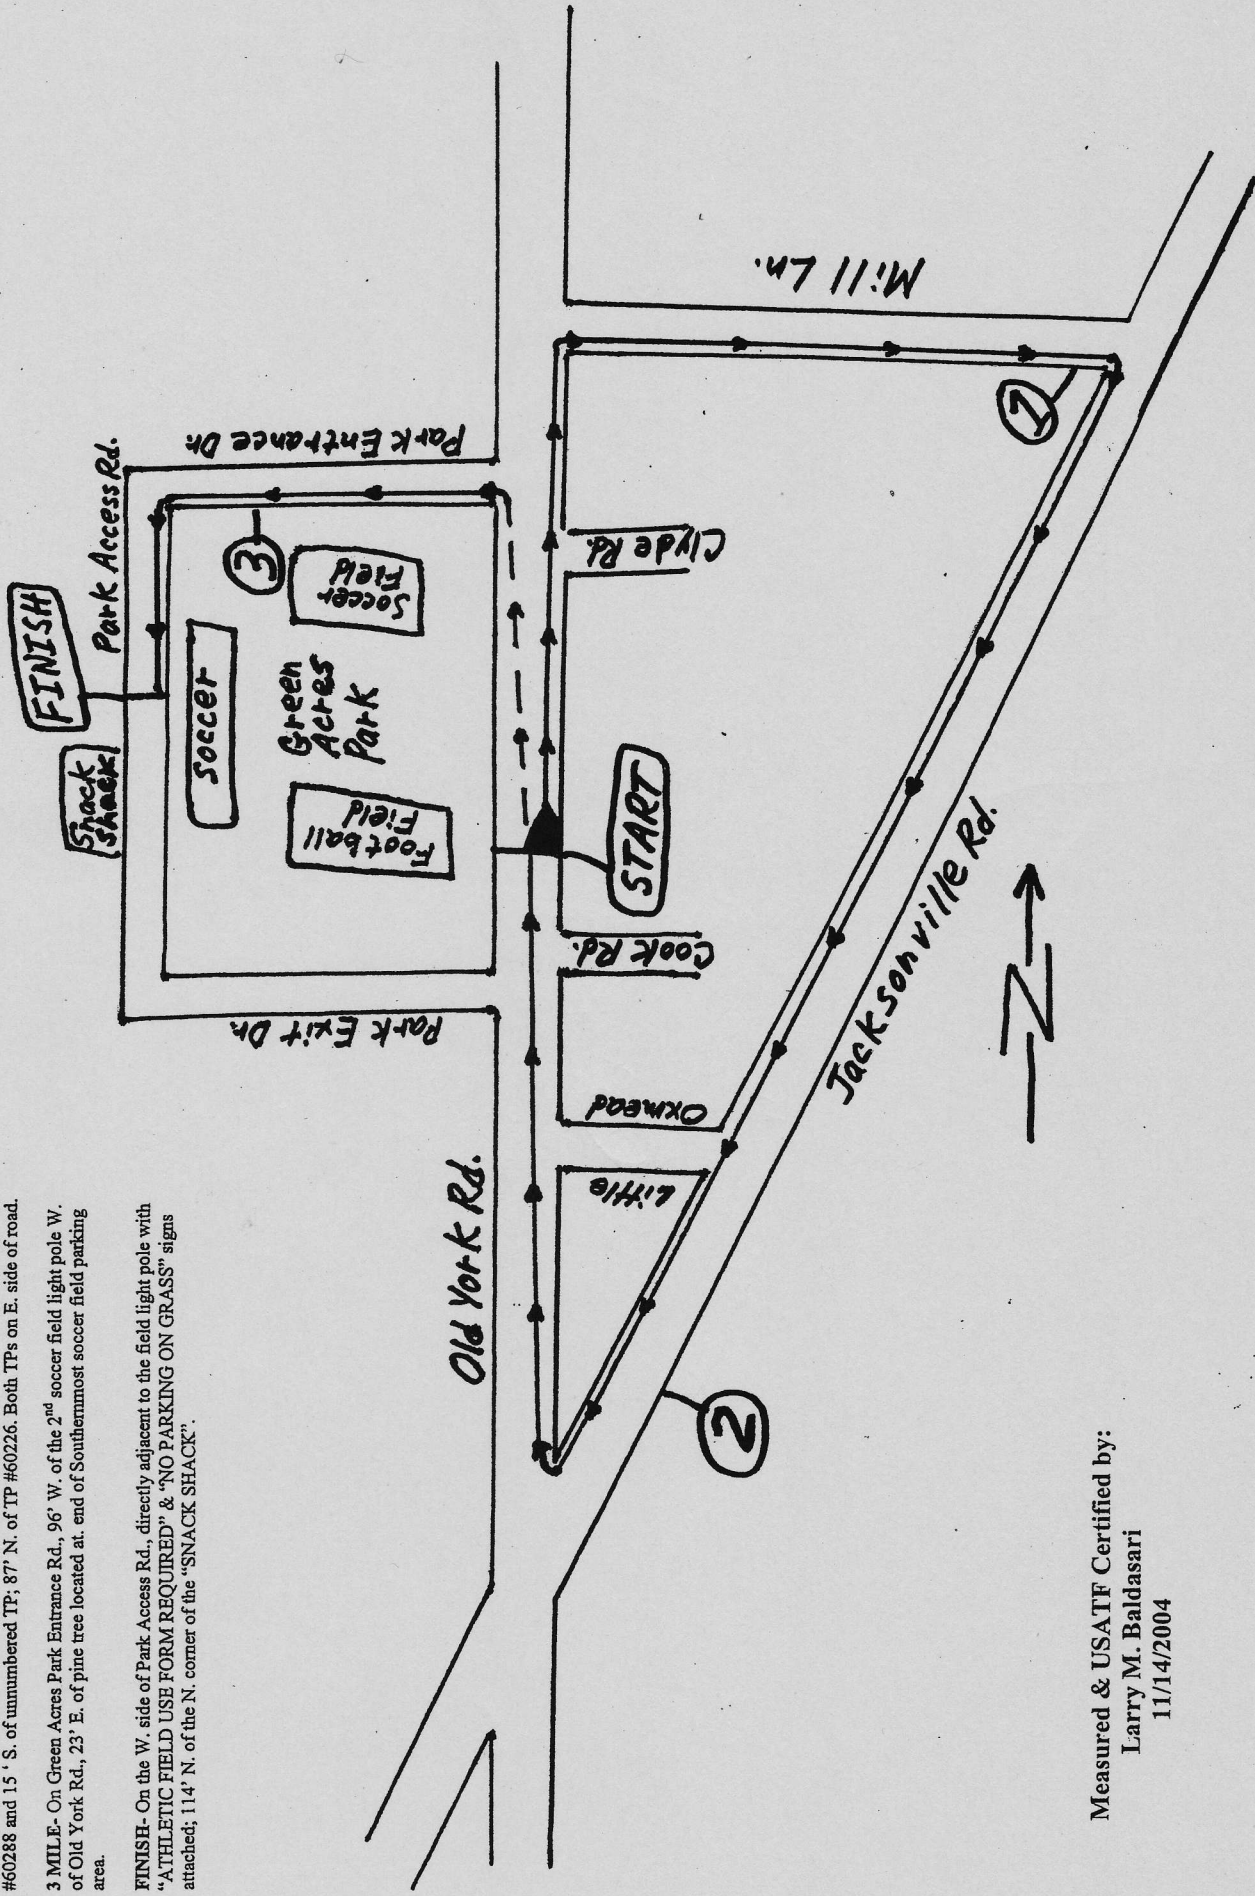 #60288 and 15 ' S. of unnumbered TP; 87' N. of TP #60226. Both TPs on E. side of road.
3 MILE- On Green Acres Park Entrance Rd., 96' W. of the 2nd soccer field light pole W.
of Old York Rd., 23' E. of pine tree located at. end of Southernmost soccer field parking
area.
FINISH- On the W. side of Park Access Rd., directly adjacent to the field light pole with
"ATHLETIC FIELD USE FORM REQUIRED" & "NO PARKING ON GRASS" signs
attached; 114' N. of the N. corner of the "SNACK SHACK".
FINISH
Park Access Rd.
Snack
Shack
Soccer
Park Entrance Dr.
3
Soccer
Field
Green
Acres
Park
Football
Field
Park Exit Dr.
Old York Rd.
START
Clyde Rd.
Cook Rd.
Little
Oxmead
Mill Ln.
1
Jacksonville Rd.
2
N
Measured & USATF Certified by:
Larry M. Baldasari
11/14/2004